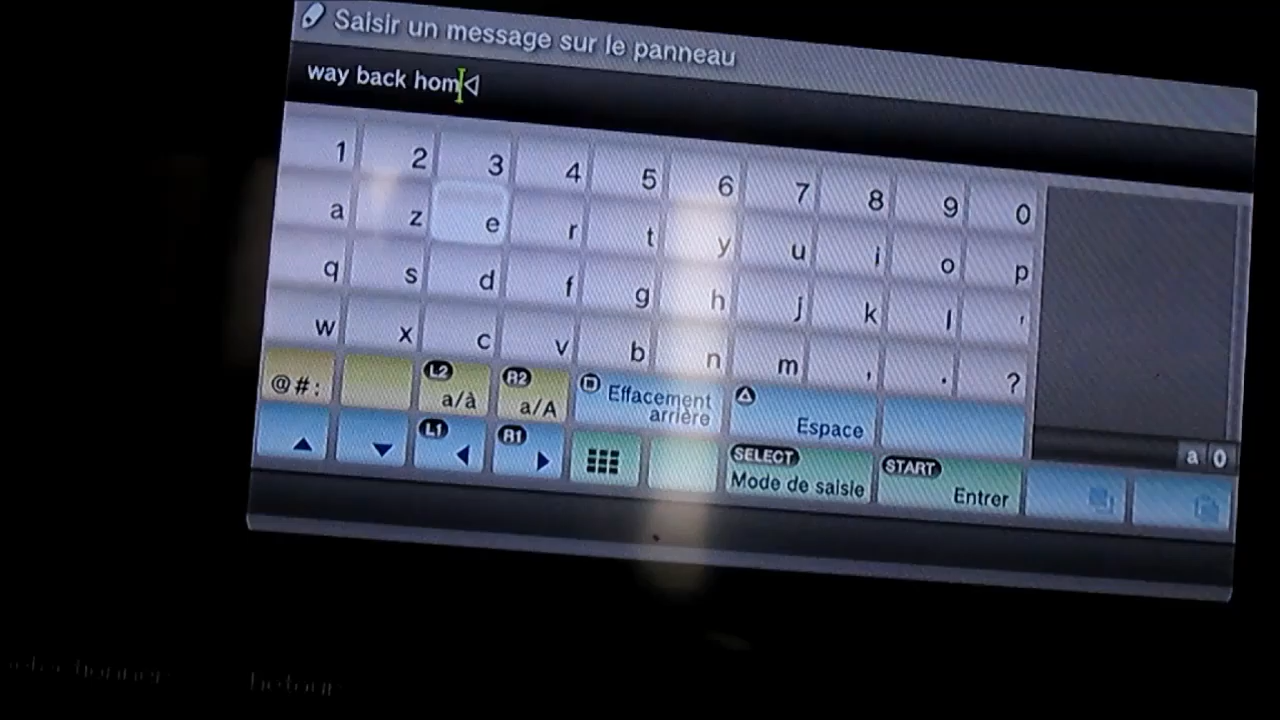 Saisir un message sur le panneau
way back hom
1 2 3 4 5 6 7 8 9 0
a z e r t y u i o p
q s d f g h j k l '
w x c v b n m , . ?
@#: L2 a/à R2 a/A Effacement arrière Espace
L1 R1 SELECT Mode de saisie START Entrer
a 0